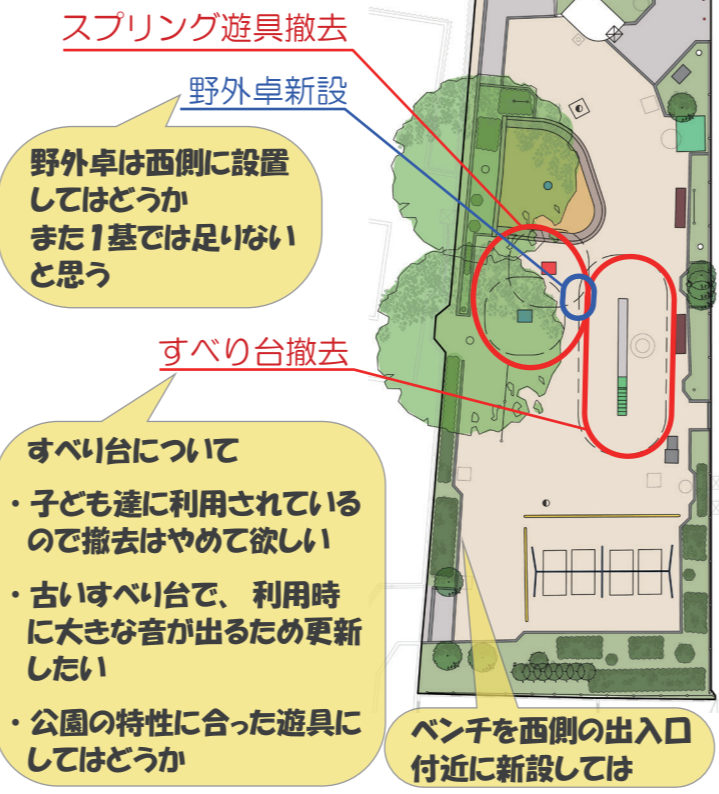 スプリング遊具撤去
野外卓新設
野外卓は西側に設置
してはどうか
また1基では足りない
と思う
すべり台撤去
すべり台について
・子ども達に利用されている
ので撤去はやめて欲しい
・古いすべり台で、利用時
に大きな音が出るため更新
したい
・公園の特性に合った遊具に
してはどうか
ベンチを西側の出入口
付近に新設しては